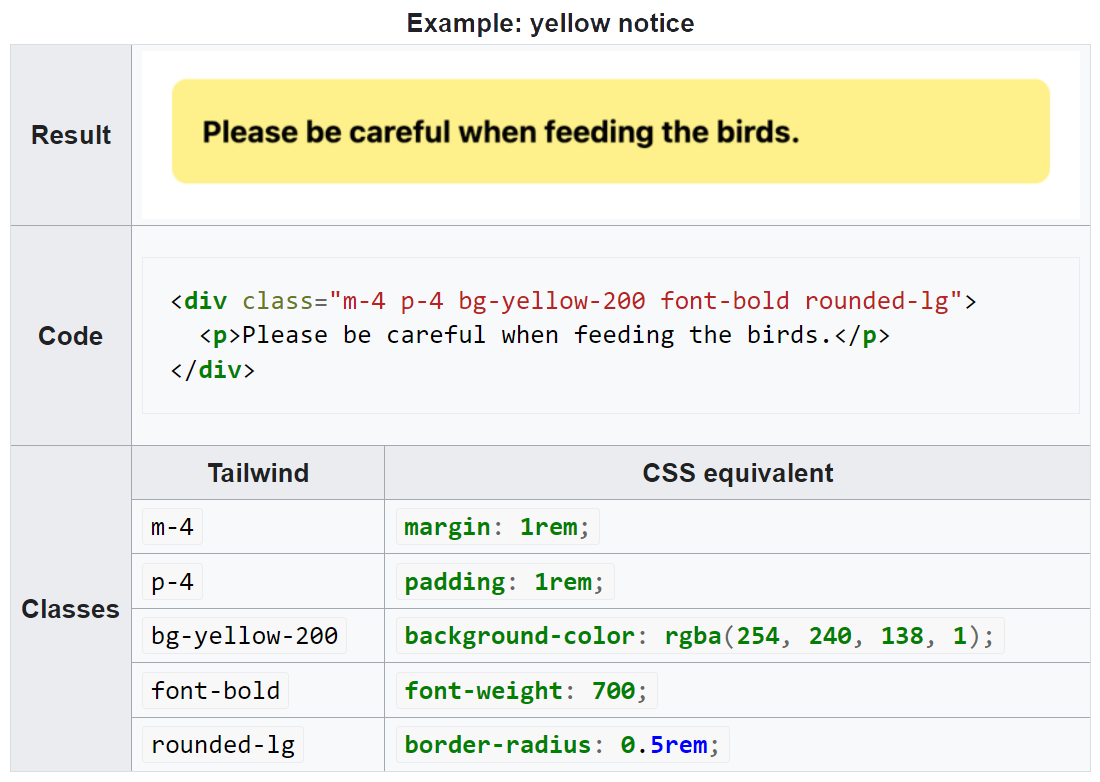 Example: yellow notice
Result
Please be careful when feeding the birds.
Code
<div class="m-4 p-4 bg-yellow-200 font-bold rounded-lg">
  <p>Please be careful when feeding the birds.</p>
</div>
Classes
Tailwind CSS equivalent
m-4 margin: 1rem;
p-4 padding: 1rem;
bg-yellow-200 background-color: rgba(254, 240, 138, 1);
font-bold font-weight: 700;
rounded-lg border-radius: 0.5rem;